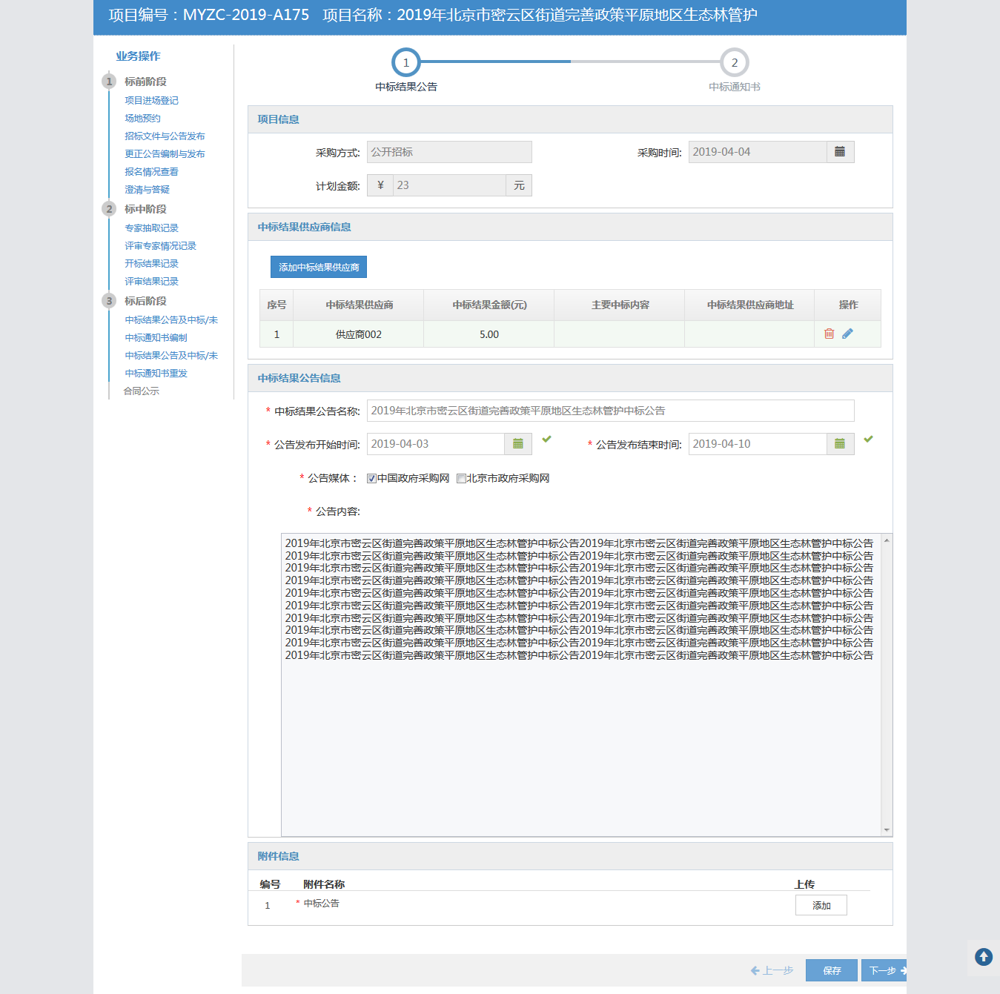 项目编号：MYZC-2019-A175 项目名称：2019年北京市密云区街道完善政策平原地区生态林管护
业务操作
1 标前阶段
项目进场登记
场地预约
招标文件与公告发布
更正公告编制与发布
报名情况查看
澄清与答疑
2 标中阶段
专家抽取记录
评审专家情况记录
开标结果记录
评审结果记录
3 标后阶段
中标结果公告及中标/未
中标通知书编制
中标结果公告及中标/未
中标通知书重发
合同公示
1 2
中标结果公告 中标通知书
项目信息
采购方式: 公开招标 采购时间: 2019-04-04
计划金额: ¥ 23 元
中标结果供应商信息
添加中标结果供应商
序号 中标结果供应商 中标结果金额(元) 主要中标内容 中标结果供应商地址 操作
1 供应商002 5.00
中标结果公告信息
* 中标结果公告名称: 2019年北京市密云区街道完善政策平原地区生态林管护中标公告
* 公告发布开始时间: 2019-04-03 * 公告发布结束时间: 2019-04-10
* 公告媒体： 中国政府采购网 北京市政府采购网
* 公告内容:
2019年北京市密云区街道完善政策平原地区生态林管护中标公告2019年北京市密云区街道完善政策平原地区生态林管护中标公告
2019年北京市密云区街道完善政策平原地区生态林管护中标公告2019年北京市密云区街道完善政策平原地区生态林管护中标公告
2019年北京市密云区街道完善政策平原地区生态林管护中标公告2019年北京市密云区街道完善政策平原地区生态林管护中标公告
2019年北京市密云区街道完善政策平原地区生态林管护中标公告2019年北京市密云区街道完善政策平原地区生态林管护中标公告
2019年北京市密云区街道完善政策平原地区生态林管护中标公告2019年北京市密云区街道完善政策平原地区生态林管护中标公告
2019年北京市密云区街道完善政策平原地区生态林管护中标公告2019年北京市密云区街道完善政策平原地区生态林管护中标公告
2019年北京市密云区街道完善政策平原地区生态林管护中标公告2019年北京市密云区街道完善政策平原地区生态林管护中标公告
2019年北京市密云区街道完善政策平原地区生态林管护中标公告2019年北京市密云区街道完善政策平原地区生态林管护中标公告
2019年北京市密云区街道完善政策平原地区生态林管护中标公告2019年北京市密云区街道完善政策平原地区生态林管护中标公告
2019年北京市密云区街道完善政策平原地区生态林管护中标公告2019年北京市密云区街道完善政策平原地区生态林管护中标公告
附件信息
编号 附件名称 上传
1 * 中标公告 添加
上一步 保存 下一步